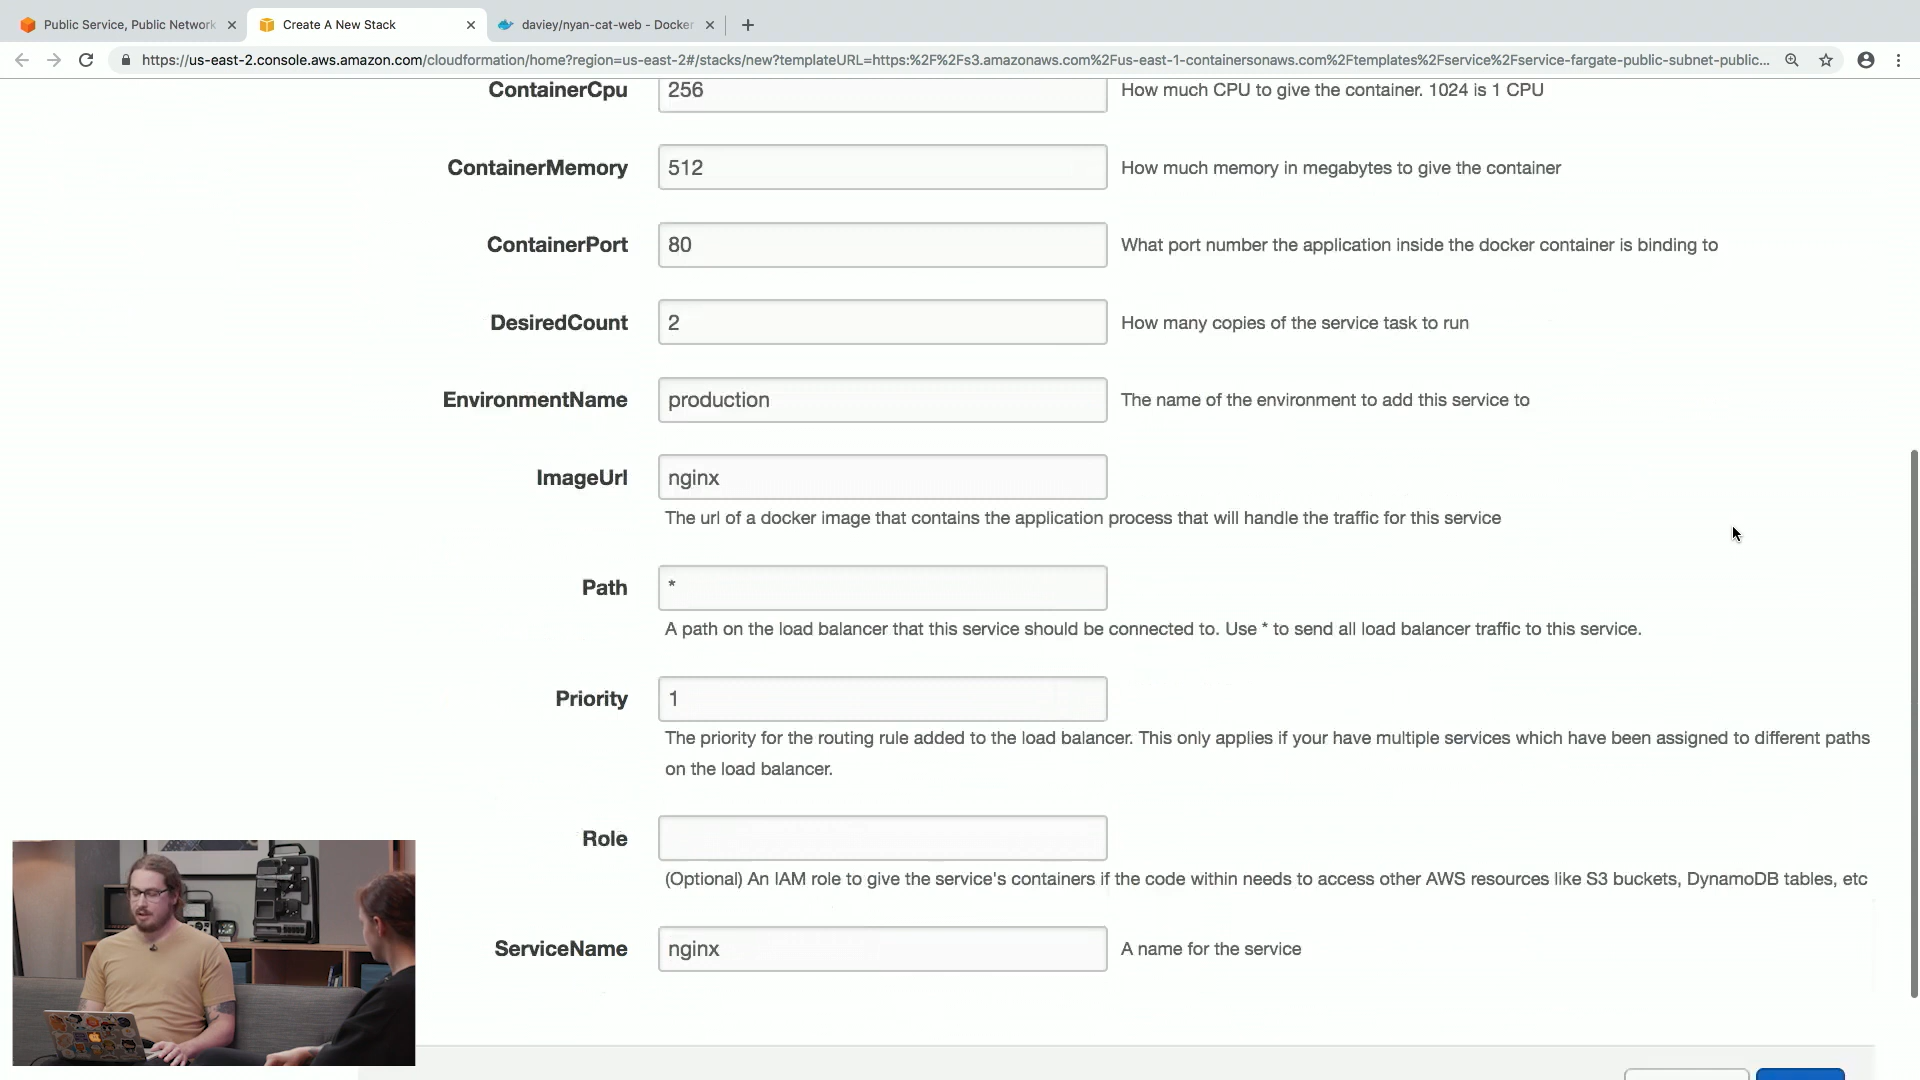 Public Service, Public Network
Create A New Stack
daviey/nyan-cat-web - Docker
https://us-east-2.console.aws.amazon.com/cloudformation/home?region=us-east-2#/stacks/new?templateURL=https:%2F%2Fs3.amazonaws.com%2Fus-east-1-containersonaws.com%2Ftemplates%2Fservice%2Fservice-fargate-public-subnet-public...
ContainerCpu 256 How much CPU to give the container. 1024 is 1 CPU
ContainerMemory 512 How much memory in megabytes to give the container
ContainerPort 80 What port number the application inside the docker container is binding to
DesiredCount 2 How many copies of the service task to run
EnvironmentName production The name of the environment to add this service to
ImageUrl nginx
The url of a docker image that contains the application process that will handle the traffic for this service
Path *
A path on the load balancer that this service should be connected to. Use * to send all load balancer traffic to this service.
Priority 1
The priority for the routing rule added to the load balancer. This only applies if your have multiple services which have been assigned to different paths
on the load balancer.
Role
(Optional) An IAM role to give the service's containers if the code within needs to access other AWS resources like S3 buckets, DynamoDB tables, etc
ServiceName nginx A name for the service